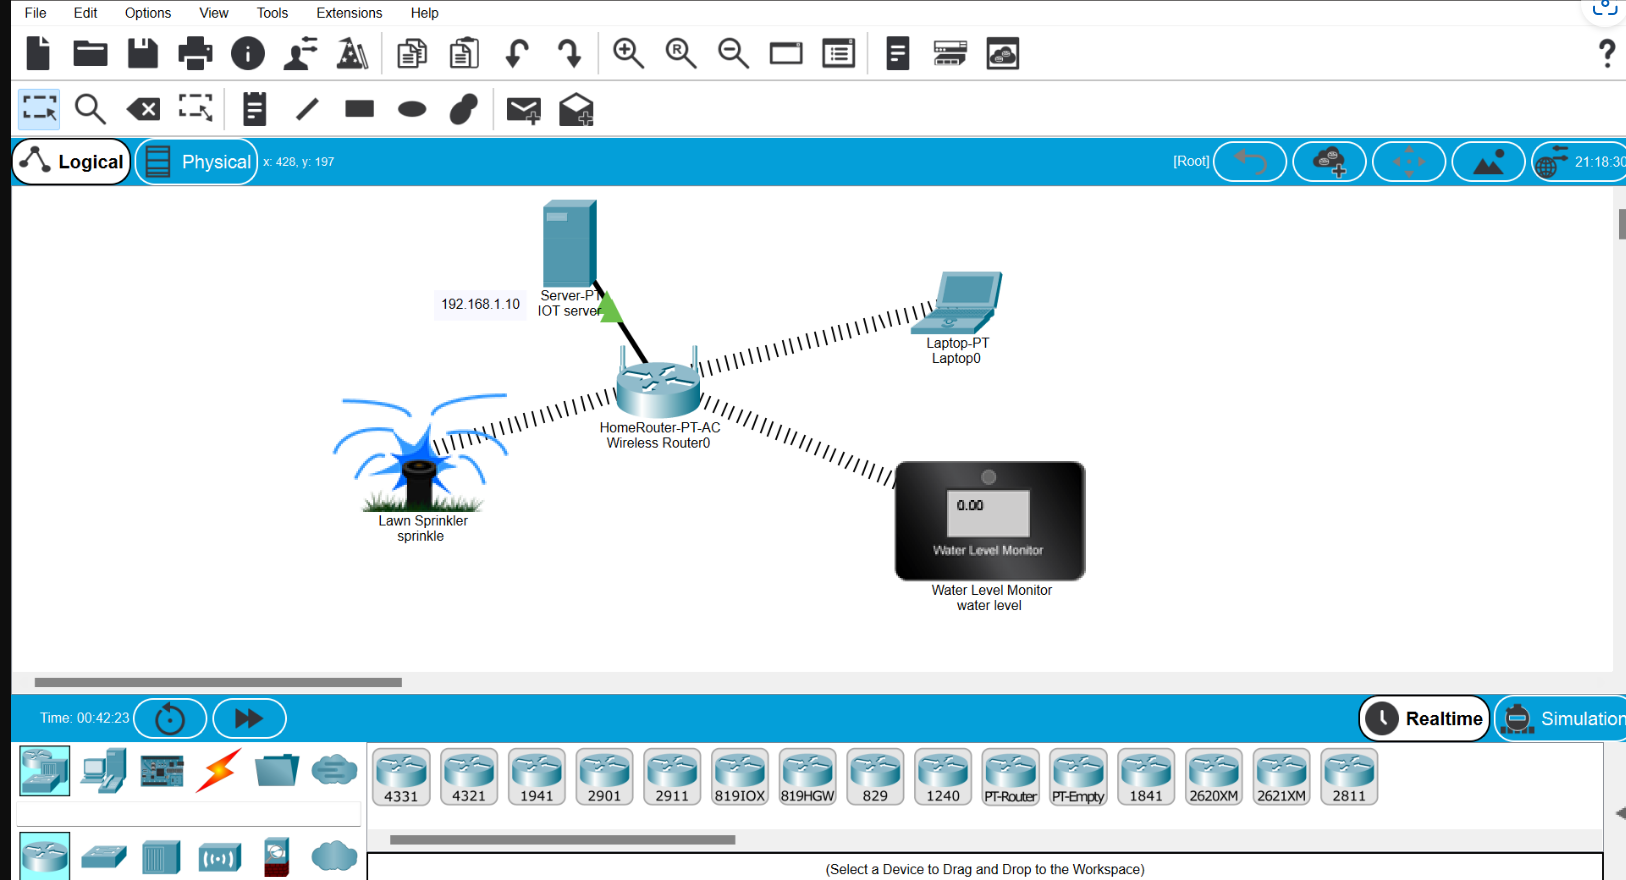 File Edit Options View Tools Extensions Help
Logical Physical x: 428, y: 197 [Root] 21:18:30
192.168.1.10
Server-PT
IOT server
Laptop-PT
Laptop0
HomeRouter-PT-AC
Wireless Router0
0.00
Water Level Monitor
Lawn Sprinkler
sprinkle
Water Level Monitor
water level
Time: 00:42:23 Realtime Simulation
4331 4321 1941 2901 2911 819IOX 819HGW 829 1240 PT-Router PT-Empty 1841 2620XM 2621XM 2811
(Select a Device to Drag and Drop to the Workspace)